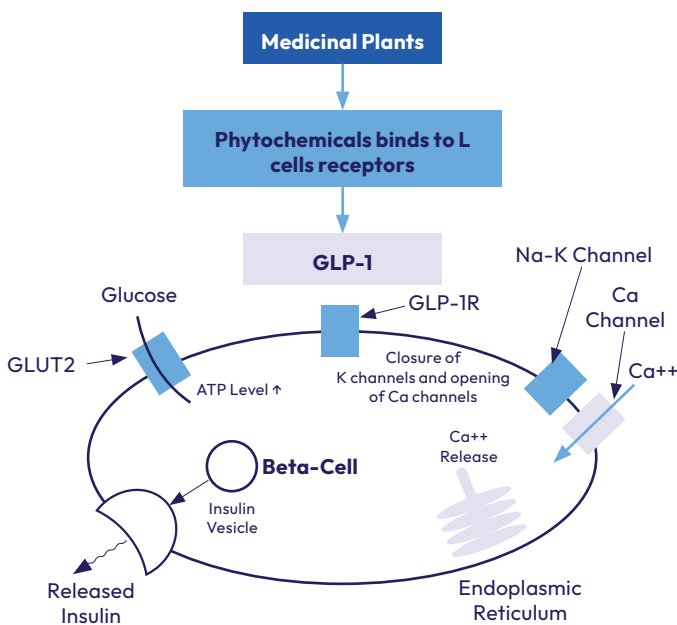 Medicinal Plants
Phytochemicals binds to L
cells receptors
GLP-1
Na-K Channel
Glucose
GLP-1R
Ca
Channel
GLUT2
Closure of
K channels and opening
of Ca channels
Ca++
ATP Level ↑
Ca++
Release
Beta-Cell
Insulin
Vesicle
Released
Insulin
Endoplasmic
Reticulum